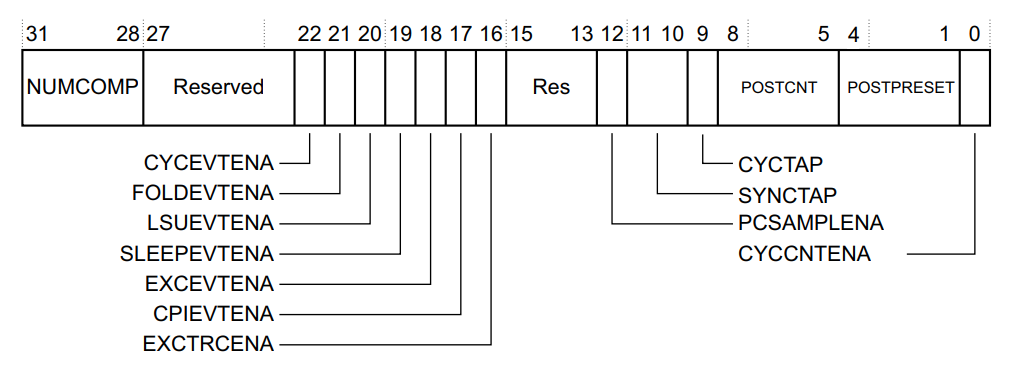 31 28 27 22 21 20 19 18 17 16 15 13 12 11 10 9 8 5 4 1 0
NUMCOMP Reserved Res POSTCNT POSTPRESET
CYCEVTENA CYCTAP
FOLDEVTENA SYNCTAP
LSUEVTENA PCSAMPLENA
SLEEPEVTENA CYCCNTENA
EXCEVTENA
CPIEVTENA
EXCTRCENA